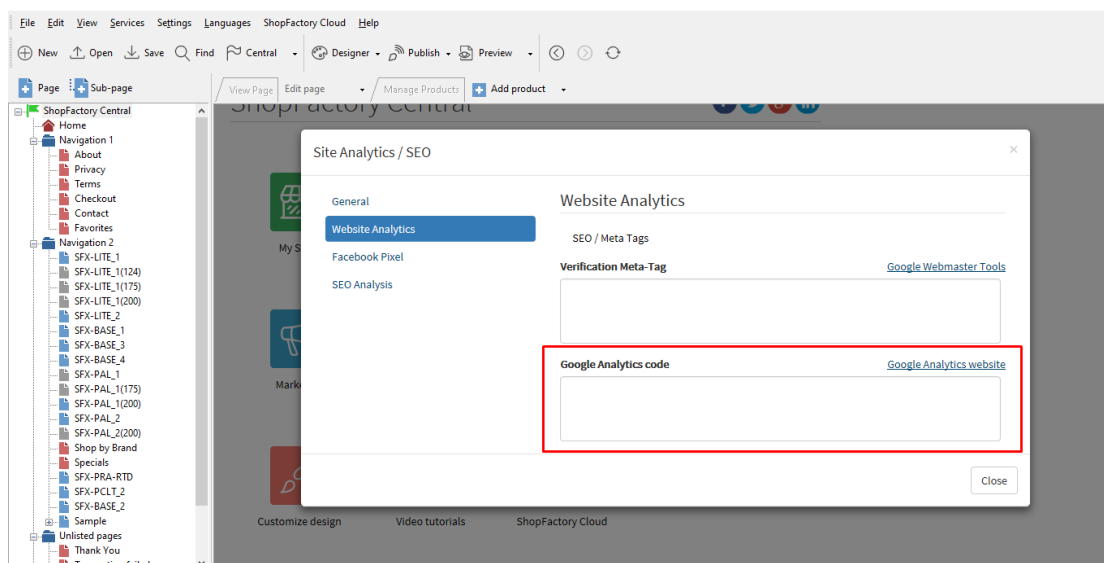 File Edit View Services Settings Languages ShopFactory Cloud Help
New Open Save Find Central Designer Publish Preview
Page Sub-page View Page Edit page Manage Products Add product
ShopFactory Central
Home
Navigation 1
About
Privacy
Terms
Checkout
Contact
Favorites
Navigation 2
SFX-LITE_1
SFX-LITE_1(124)
SFX-LITE_1(175)
SFX-LITE_1(200)
SFX-LITE_2
SFX-BASE_1
SFX-BASE_3
SFX-BASE_4
SFX-PAL_1
SFX-PAL_1(175)
SFX-PAL_1(200)
SFX-PAL_2
SFX-PAL_2(200)
Shop by Brand
Specials
SFX-PRA-RTD
SFX-PCLT_2
SFX-BASE_2
Sample
Unlisted pages
Thank You
ShopFactory Central
My S
Mark
Customize design Video tutorials ShopFactory Cloud
Site Analytics / SEO ×
General
Website Analytics
Facebook Pixel
SEO Analysis
Website Analytics
SEO / Meta Tags
Verification Meta-Tag Google Webmaster Tools
Google Analytics code Google Analytics website
Close